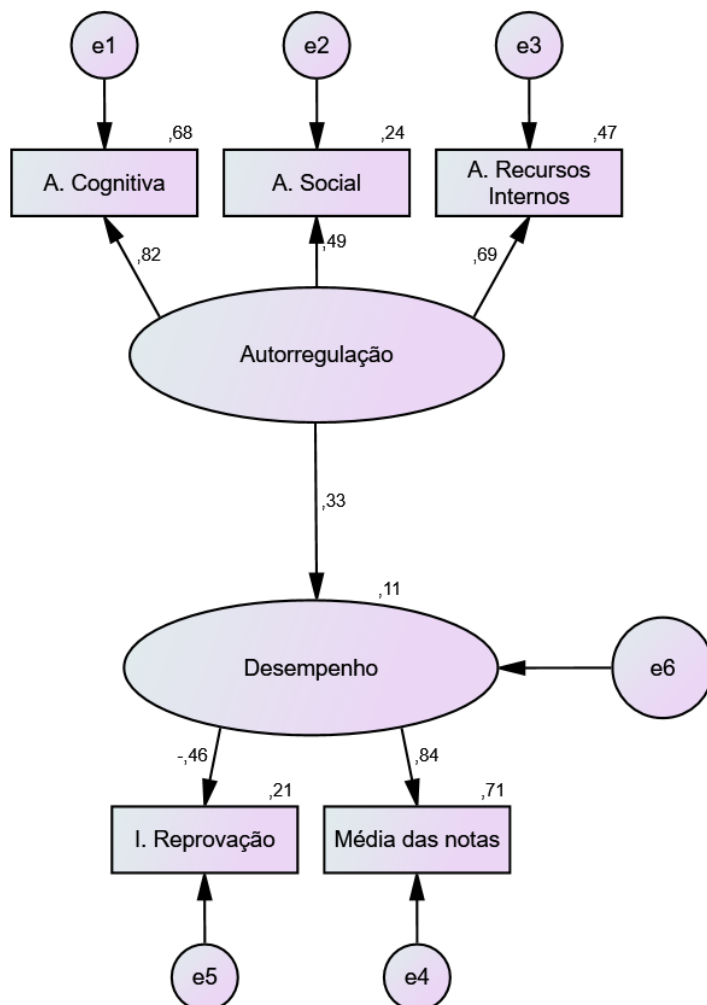 e1
e2
e3
,68
,24
,47
A. Cognitiva
A. Social
A. Recursos
Internos
,82
,49
,69
Autorregulação
,33
,11
Desempenho
e6
-,46
,84
,21
,71
I. Reprovação
Média das notas
e5
e4